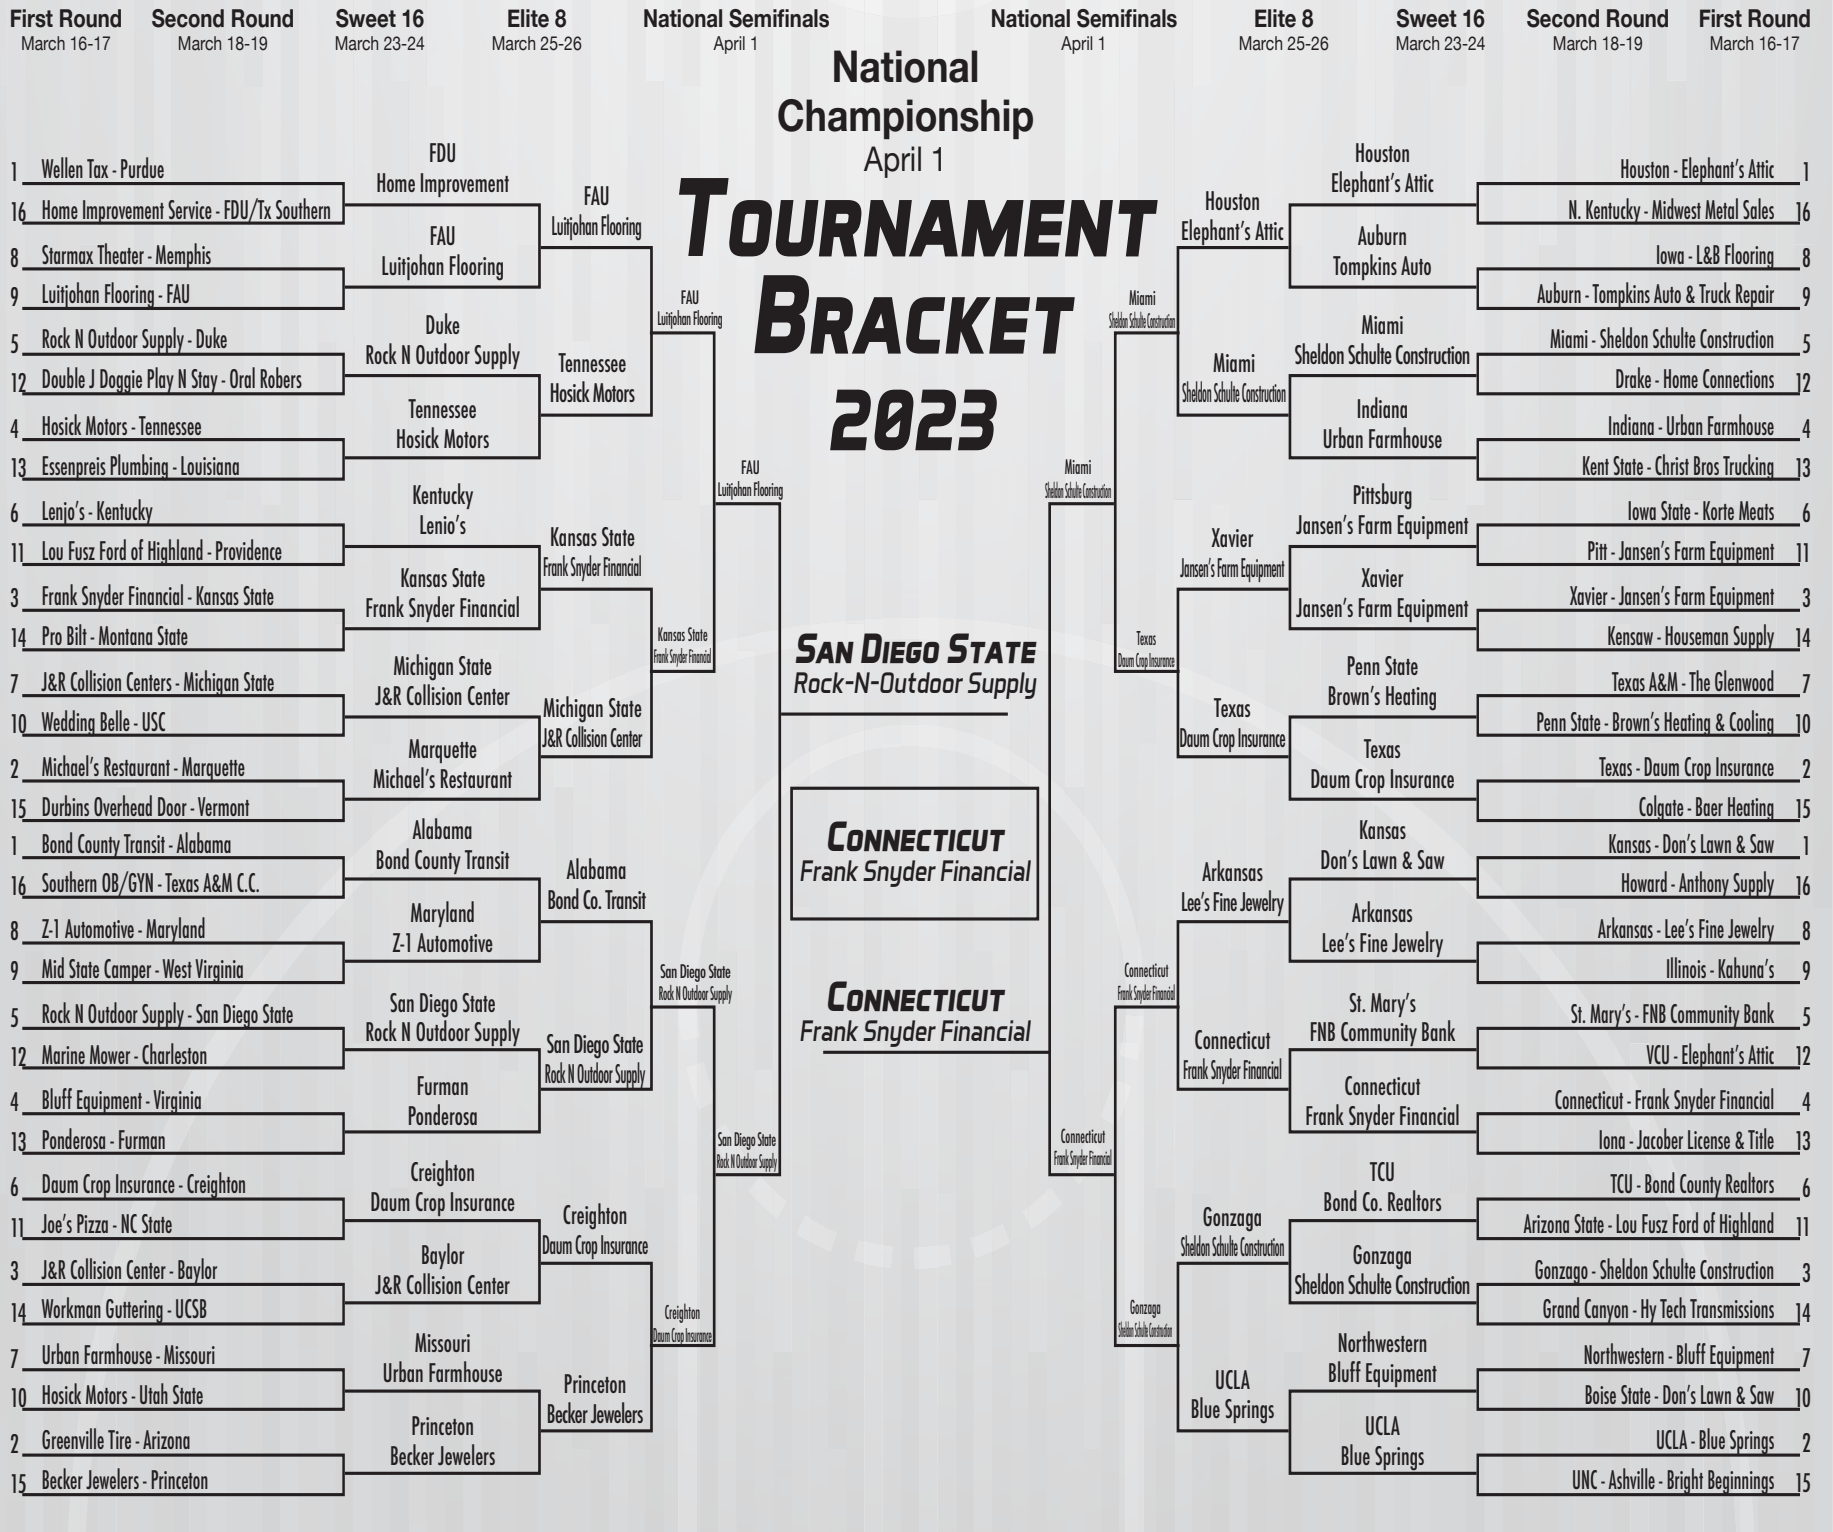 First Round
March 16-17
Second Round
March 18-19
Sweet 16
March 23-24
Elite 8
March 25-26
National Semifinals
April 1
National Semifinals
April 1
Elite 8
March 25-26
Sweet 16
March 23-24
Second Round
March 18-19
First Round
March 16-17
National
Championship
April 1
Tournament
Bracket
2023
1 Wellen Tax - Purdue
16 Home Improvement Service - FDU/Tx Southern
8 Starmax Theater - Memphis
9 Luitjohan Flooring - FAU
5 Rock N Outdoor Supply - Duke
12 Double J Doggie Play N Stay - Oral Robers
4 Hosick Motors - Tennessee
13 Essenpreis Plumbing - Louisiana
6 Lenjo's - Kentucky
11 Lou Fusz Ford of Highland - Providence
3 Frank Snyder Financial - Kansas State
14 Pro Bilt - Montana State
7 J&R Collision Centers - Michigan State
10 Wedding Belle - USC
2 Michael's Restaurant - Marquette
15 Durbins Overhead Door - Vermont
1 Bond County Transit - Alabama
16 Southern OB/GYN - Texas A&M C.C.
8 Z-1 Automotive - Maryland
9 Mid State Camper - West Virginia
5 Rock N Outdoor Supply - San Diego State
12 Marine Mower - Charleston
4 Bluff Equipment - Virginia
13 Ponderosa - Furman
6 Daum Crop Insurance - Creighton
11 Joe's Pizza - NC State
3 J&R Collision Center - Baylor
14 Workman Guttering - UCSB
7 Urban Farmhouse - Missouri
10 Hosick Motors - Utah State
2 Greenville Tire - Arizona
15 Becker Jewelers - Princeton
FDU
Home Improvement
FAU
Luitjohan Flooring
Duke
Rock N Outdoor Supply
Tennessee
Hosick Motors
Kentucky
Lenio's
Kansas State
Frank Snyder Financial
Michigan State
J&R Collision Center
Marquette
Michael's Restaurant
Alabama
Bond County Transit
Maryland
Z-1 Automotive
San Diego State
Rock N Outdoor Supply
Furman
Ponderosa
Creighton
Daum Crop Insurance
Baylor
J&R Collision Center
Missouri
Urban Farmhouse
Princeton
Becker Jewelers
FAU
Luitjohan Flooring
Tennessee
Hosick Motors
Kansas State
Frank Snyder Financial
Michigan State
J&R Collision Center
Alabama
Bond Co. Transit
San Diego State
Rock N Outdoor Supply
Creighton
Daum Crop Insurance
Princeton
Becker Jewelers
FAU
Luitjohan Flooring
Kansas State
Frank Snyder Financial
San Diego State
Rock N Outdoor Supply
Creighton
Daum Crop Insurance
FAU
Luitjohan Flooring
San Diego State
Rock N Outdoor Supply
San Diego State
Rock-N-Outdoor Supply
Connecticut
Frank Snyder Financial
Connecticut
Frank Snyder Financial
Miami
Sheldon Schulte Construction
Connecticut
Frank Snyder Financial
Miami
Sheldon Schulte Construction
Texas
Daum Crop Insurance
Connecticut
Frank Snyder Financial
Gonzaga
Sheldon Schulte Construction
Houston
Elephant's Attic
Miami
Sheldon Schulte Construction
Xavier
Jansen's Farm Equipment
Texas
Daum Crop Insurance
Arkansas
Lee's Fine Jewelry
Connecticut
Frank Snyder Financial
Gonzaga
Sheldon Schulte Construction
UCLA
Blue Springs
Houston
Elephant's Attic
Auburn
Tompkins Auto
Miami
Sheldon Schulte Construction
Indiana
Urban Farmhouse
Pittsburg
Jansen's Farm Equipment
Xavier
Jansen's Farm Equipment
Penn State
Brown's Heating
Texas
Daum Crop Insurance
Kansas
Don's Lawn & Saw
Arkansas
Lee's Fine Jewelry
St. Mary's
FNB Community Bank
Connecticut
Frank Snyder Financial
TCU
Bond Co. Realtors
Gonzaga
Sheldon Schulte Construction
Northwestern
Bluff Equipment
UCLA
Blue Springs
Houston - Elephant's Attic 1
N. Kentucky - Midwest Metal Sales 16
Iowa - L&B Flooring 8
Auburn - Tompkins Auto & Truck Repair 9
Miami - Sheldon Schulte Construction 5
Drake - Home Connections 12
Indiana - Urban Farmhouse 4
Kent State - Christ Bros Trucking 13
Iowa State - Korte Meats 6
Pitt - Jansen's Farm Equipment 11
Xavier - Jansen's Farm Equipment 3
Kensaw - Houseman Supply 14
Texas A&M - The Glenwood 7
Penn State - Brown's Heating & Cooling 10
Texas - Daum Crop Insurance 2
Colgate - Baer Heating 15
Kansas - Don's Lawn & Saw 1
Howard - Anthony Supply 16
Arkansas - Lee's Fine Jewelry 8
Illinois - Kahuna's 9
St. Mary's - FNB Community Bank 5
VCU - Elephant's Attic 12
Connecticut - Frank Snyder Financial 4
Iona - Jacober License & Title 13
TCU - Bond County Realtors 6
Arizona State - Lou Fusz Ford of Highland 11
Gonzago - Sheldon Schulte Construction 3
Grand Canyon - Hy Tech Transmissions 14
Northwestern - Bluff Equipment 7
Boise State - Don's Lawn & Saw 10
UCLA - Blue Springs 2
UNC - Ashville - Bright Beginnings 15